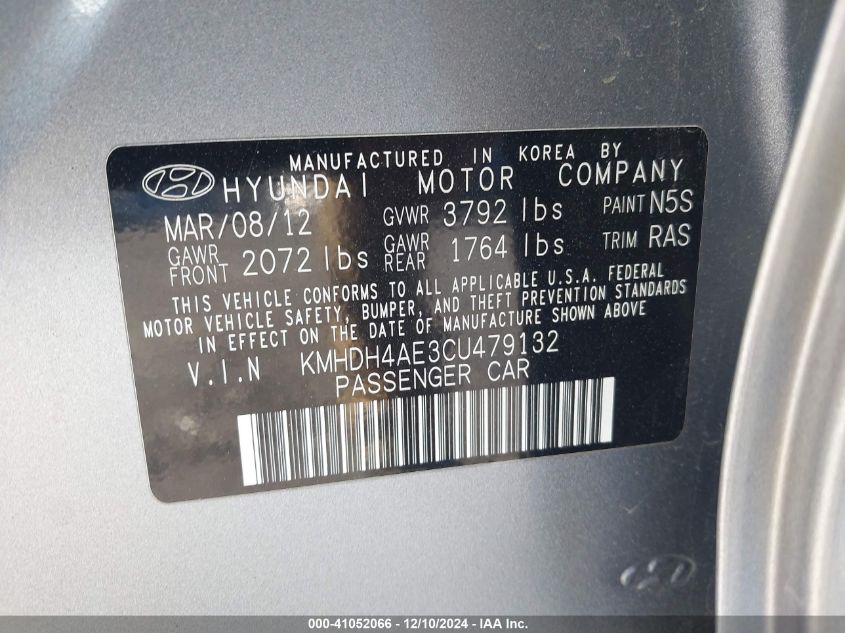 MANUFACTURED IN KOREA BY
HYUNDAI MOTOR COMPANY
MAR/08/12 GVWR 3792 lbs PAINT N5S
GAWR FRONT 2072 lbs GAWR REAR 1764 lbs TRIM RAS
THIS VEHICLE CONFORMS TO ALL APPLICABLE U.S.A. FEDERAL
MOTOR VEHICLE SAFETY, BUMPER, AND THEFT PREVENTION STANDARDS
IN EFFECT ON THE DATE OF MANUFACTURE SHOWN ABOVE
V.I.N KMHDH4AE3CU479132
PASSENGER CAR
000-41052066 - 12/10/2024 - IAA Inc.